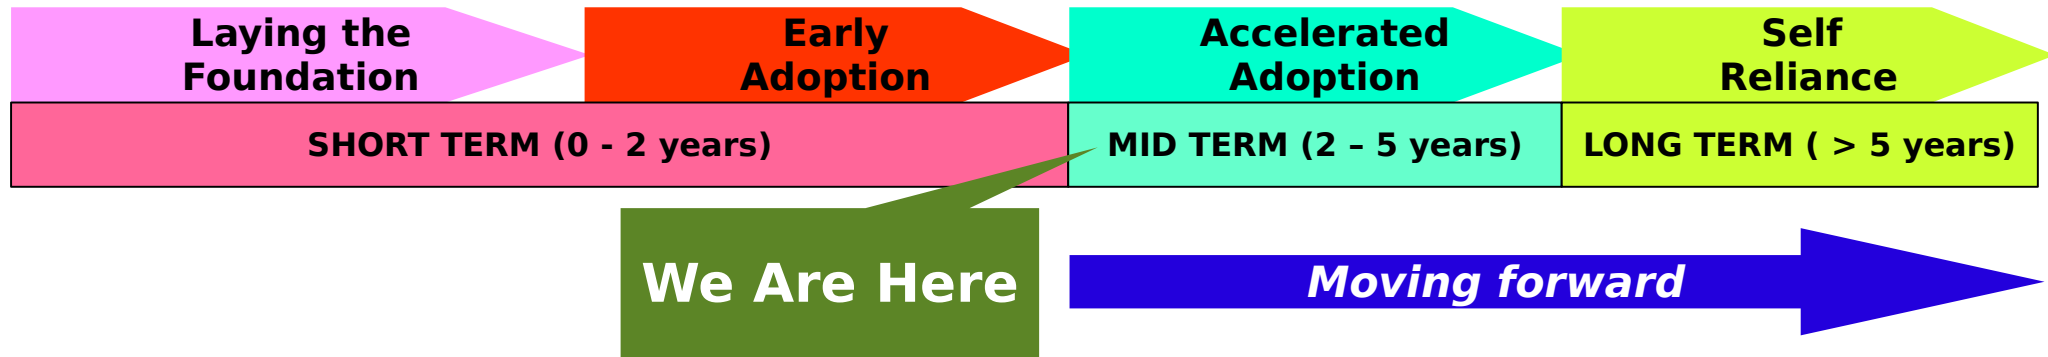 Laying the
Foundation
Early
Adoption
Accelerated
Adoption
Self
Reliance
SHORT TERM (0 - 2 years)
MID TERM (2 – 5 years)
LONG TERM ( > 5 years)
We Are Here
Moving forward